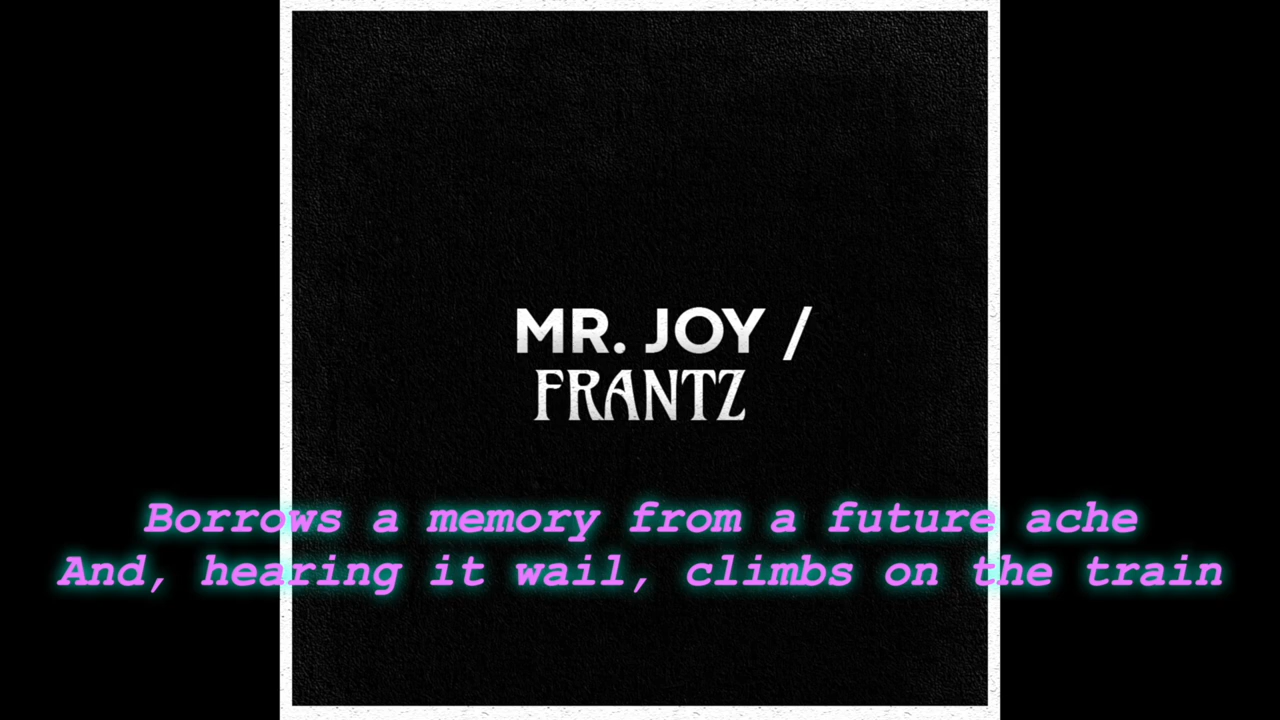 MR. JOY /
FRANTZ
Borrows a memory from a future ache
And, hearing it wail, climbs on the train